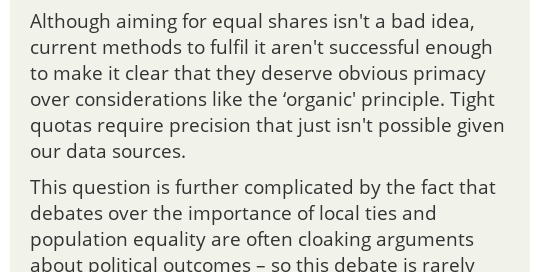 Although aiming for equal shares isn't a bad idea,
current methods to fulfil it aren't successful enough
to make it clear that they deserve obvious primacy
over considerations like the ‘organic' principle. Tight
quotas require precision that just isn't possible given
our data sources.
This question is further complicated by the fact that
debates over the importance of local ties and
population equality are often cloaking arguments
about political outcomes – so this debate is rarely